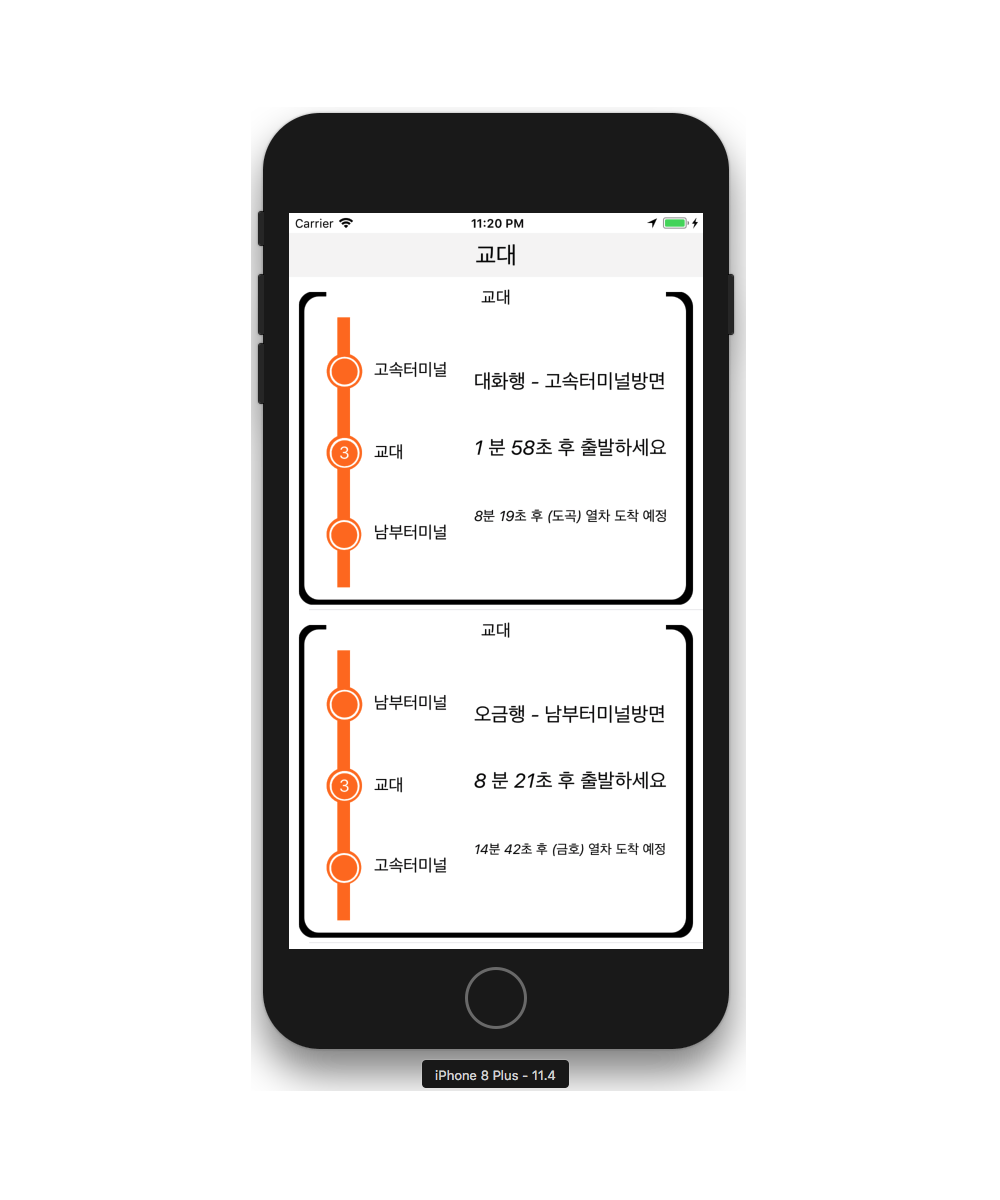 Carrier 11:20 PM
교대
교대
고속터미널
대화행 - 고속터미널방면
3 교대
1 분 58초 후 출발하세요
8분 19초 후 (도곡) 열차 도착 예정
남부터미널
교대
남부터미널
오금행 - 남부터미널방면
3 교대
8 분 21초 후 출발하세요
14분 42초 후 (금호) 열차 도착 예정
고속터미널
iPhone 8 Plus - 11.4